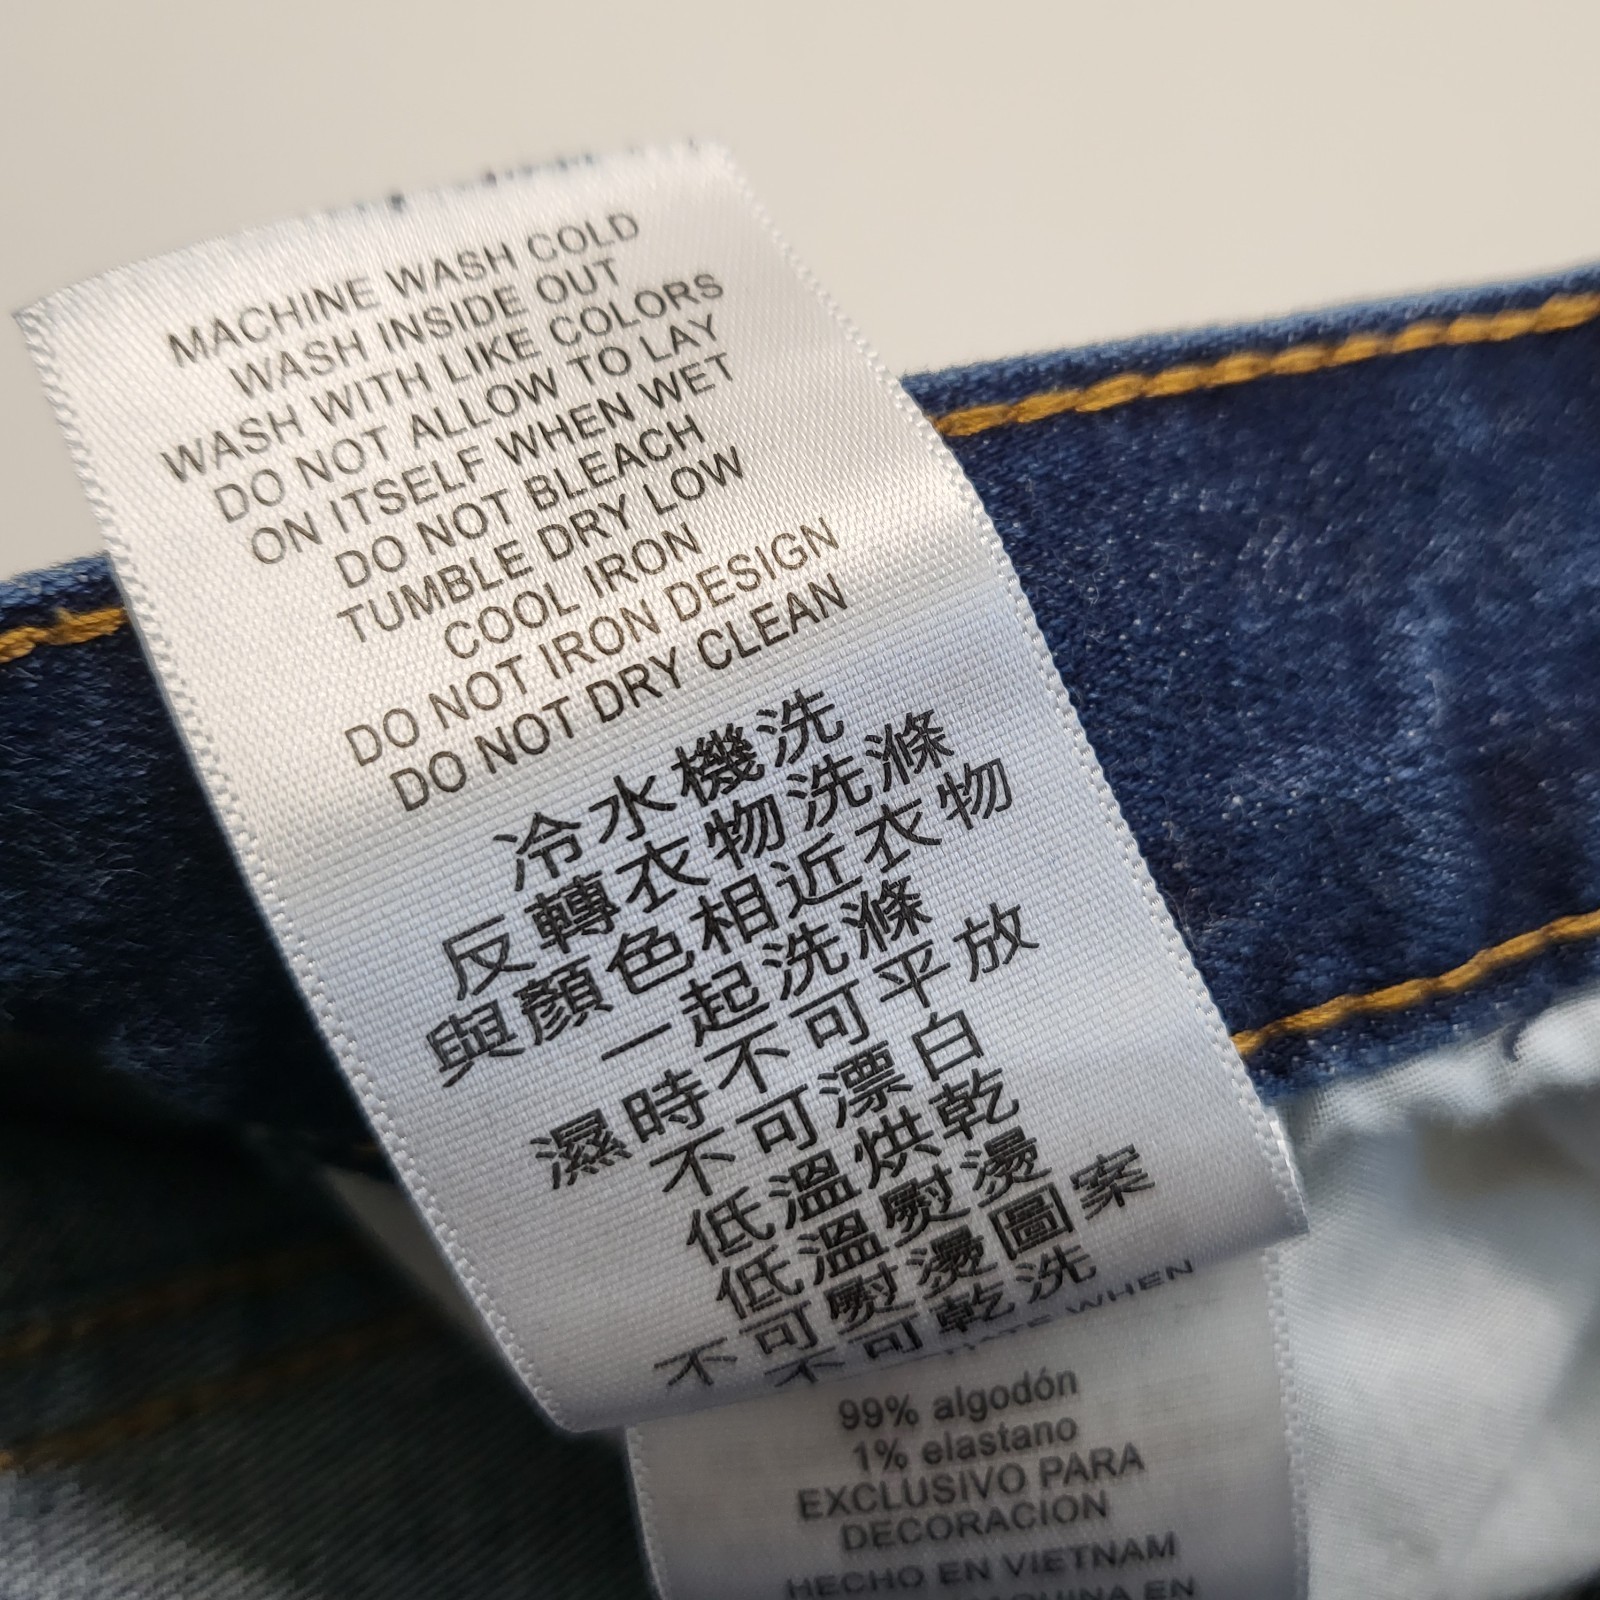 MACHINE WASH COLD
WASH INSIDE OUT
WASH WITH LIKE COLORS
DO NOT ALLOW TO LAY
ON ITSELF WHEN WET
DO NOT BLEACH
TUMBLE DRY LOW
COOL IRON
DO NOT IRON DESIGN
DO NOT DRY CLEAN
冷水機洗
反轉衣物洗滌
與顏色相近衣物
一起洗滌
濕時不可平放
不可漂白
低溫烘乾
低溫熨燙
不可熨燙圖案
不可乾洗
WHEN
99% algodón
1% elastano
EXCLUSIVO PARA
DECORACION
HECHO EN VIETNAM
EN